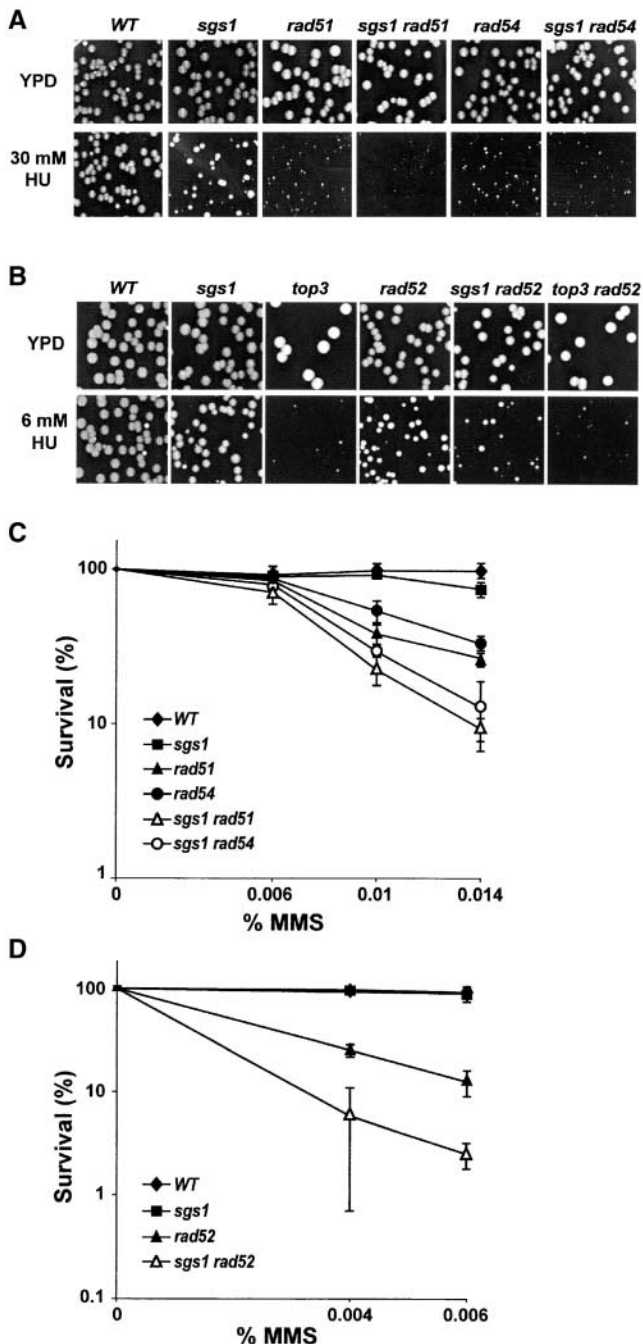 A
WT sgs1 rad51 sgs1 rad51 rad54 sgs1 rad54
YPD
30 mM
HU
B
WT sgs1 top3 rad52 sgs1 rad52 top3 rad52
YPD
6 mM
HU
C
100
10
1
Survival (%)
WT
sgs1
rad51
rad54
sgs1 rad51
sgs1 rad54
0 0.006 0.01 0.014
% MMS
D
100
10
1
0.1
Survival (%)
WT
sgs1
rad52
sgs1 rad52
0 0.004 0.006
% MMS